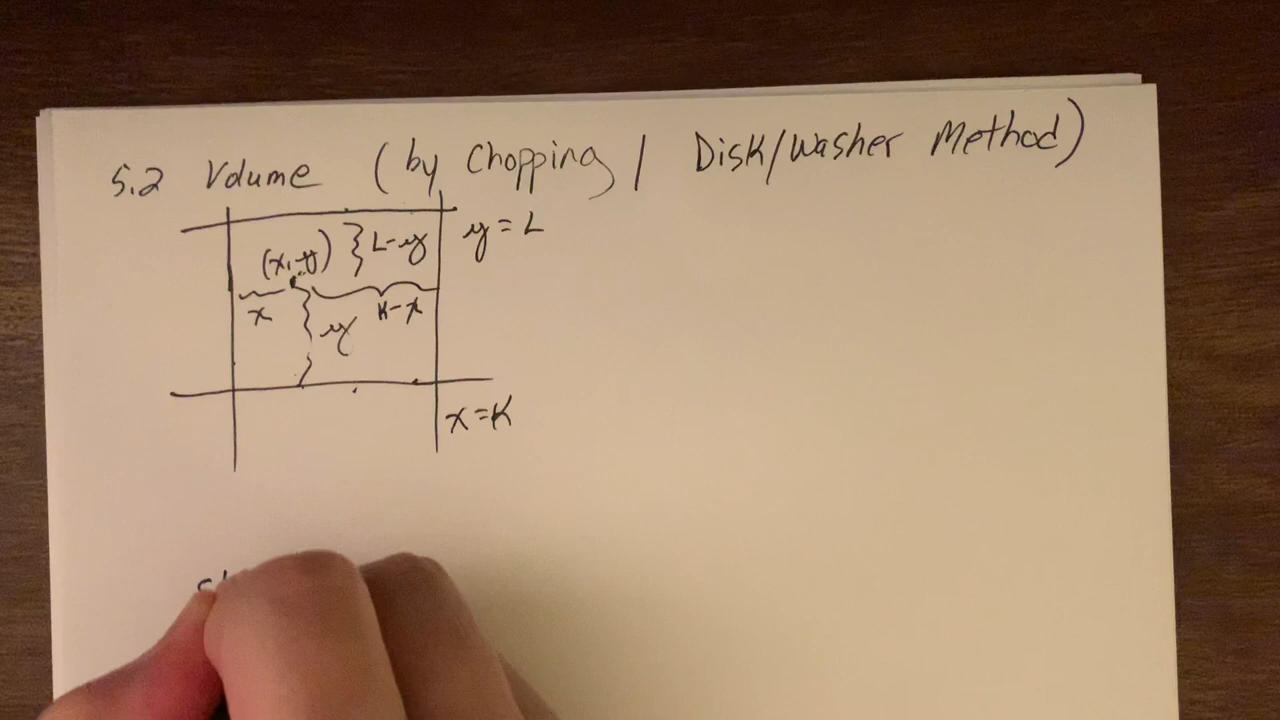 5.2 Volume (by Chopping / Disk/Washer Method)
y = L
(x, y) } L-y
x K-x
y
x = K